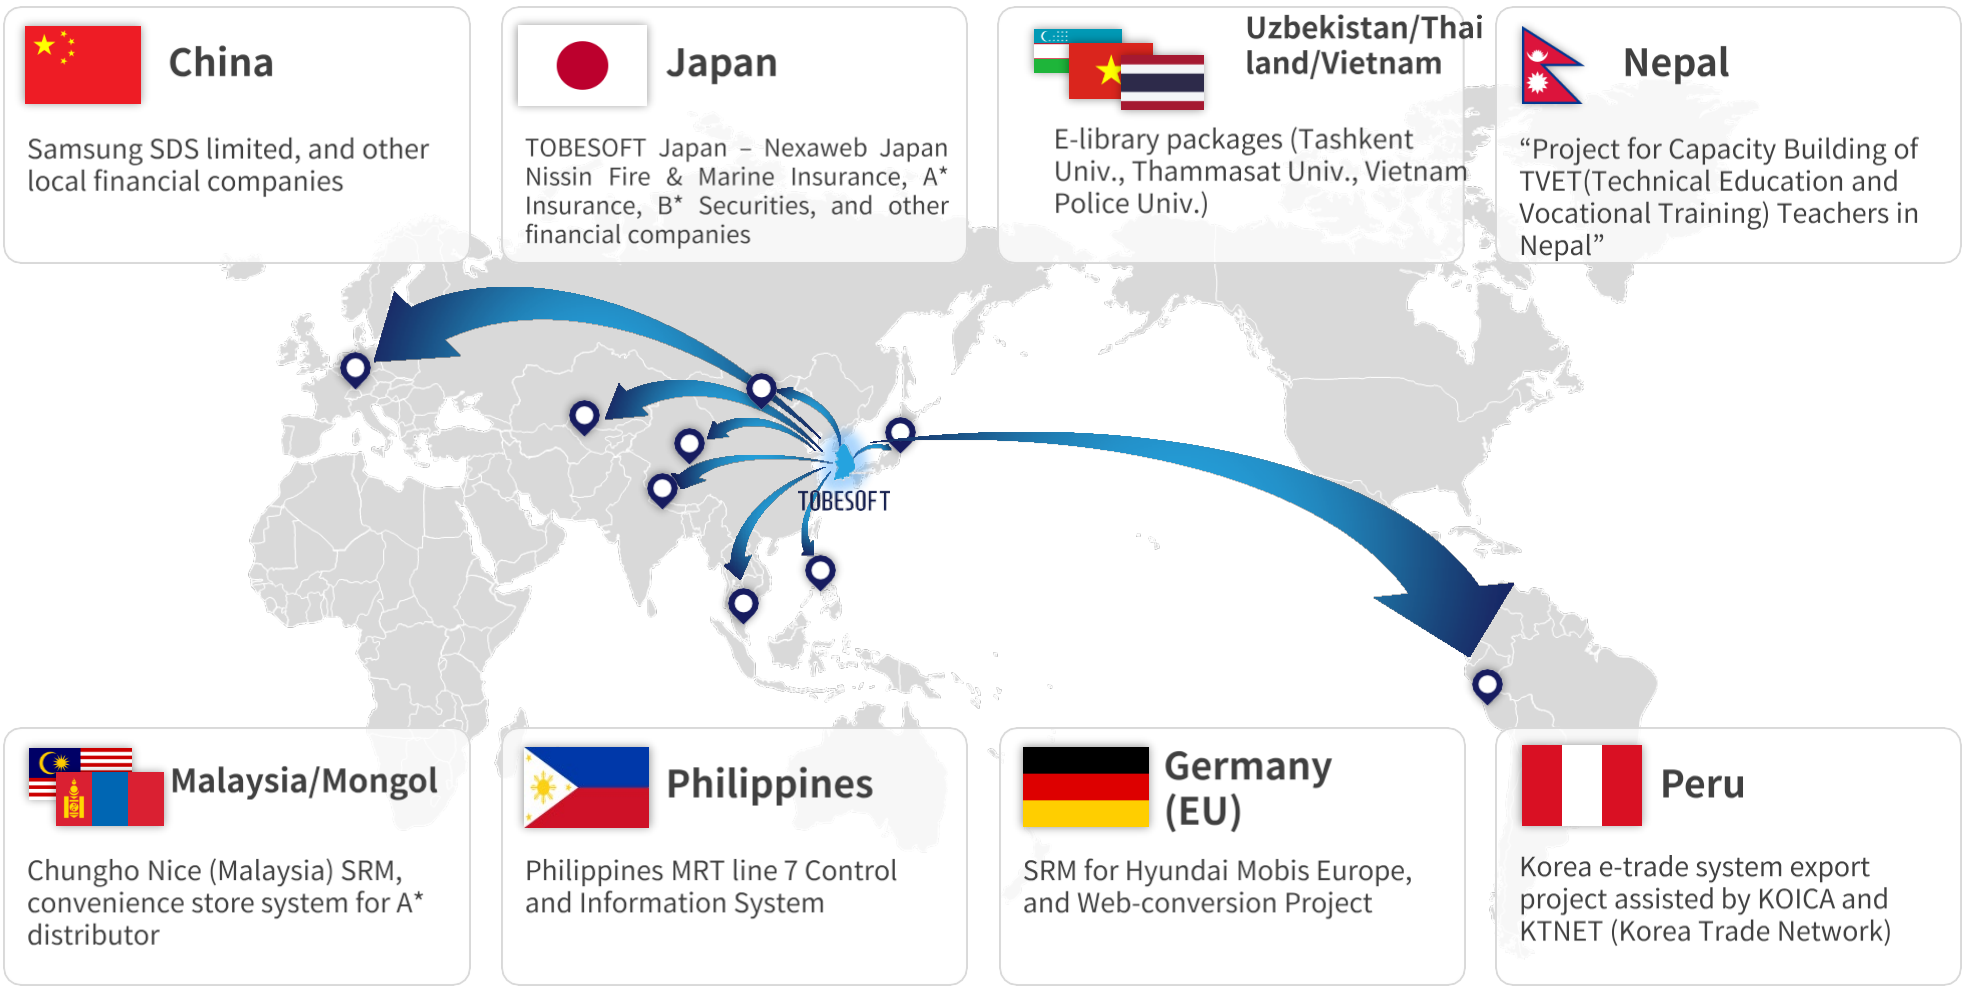 China
Samsung SDS limited, and other
local financial companies
Japan
TOBESOFT Japan – Nexaweb Japan
Nissin Fire & Marine Insurance, A*
Insurance, B* Securities, and other
financial companies
Uzbekistan/Thai
land/Vietnam
E-library packages (Tashkent
Univ., Thammasat Univ., Vietnam
Police Univ.)
Nepal
“Project for Capacity Building of
TVET(Technical Education and
Vocational Training) Teachers in
Nepal”
TOBESOFT
Malaysia/Mongol
Chungho Nice (Malaysia) SRM,
convenience store system for A*
distributor
Philippines
Philippines MRT line 7 Control
and Information System
Germany
(EU)
SRM for Hyundai Mobis Europe,
and Web-conversion Project
Peru
Korea e-trade system export
project assisted by KOICA and
KTNET (Korea Trade Network)